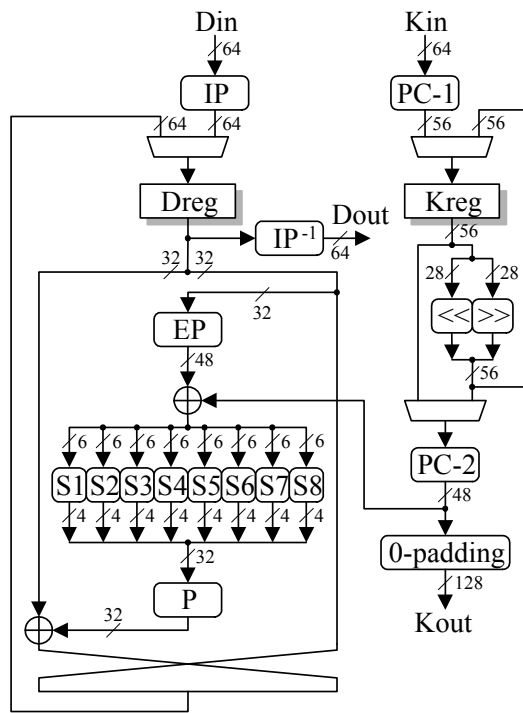 Din Kin
64 64
IP PC-1
64 64 56 56
Dreg Kreg
Dout
IP-1 64
56
32 32
28 28
32
EP << >>
48
56
6 6 6 6 6 6 6 6
S1 S2 S3 S4 S5 S6 S7 S8 PC-2
4 4 4 4 4 4 4 4 48
32 0-padding
P 128
32 Kout